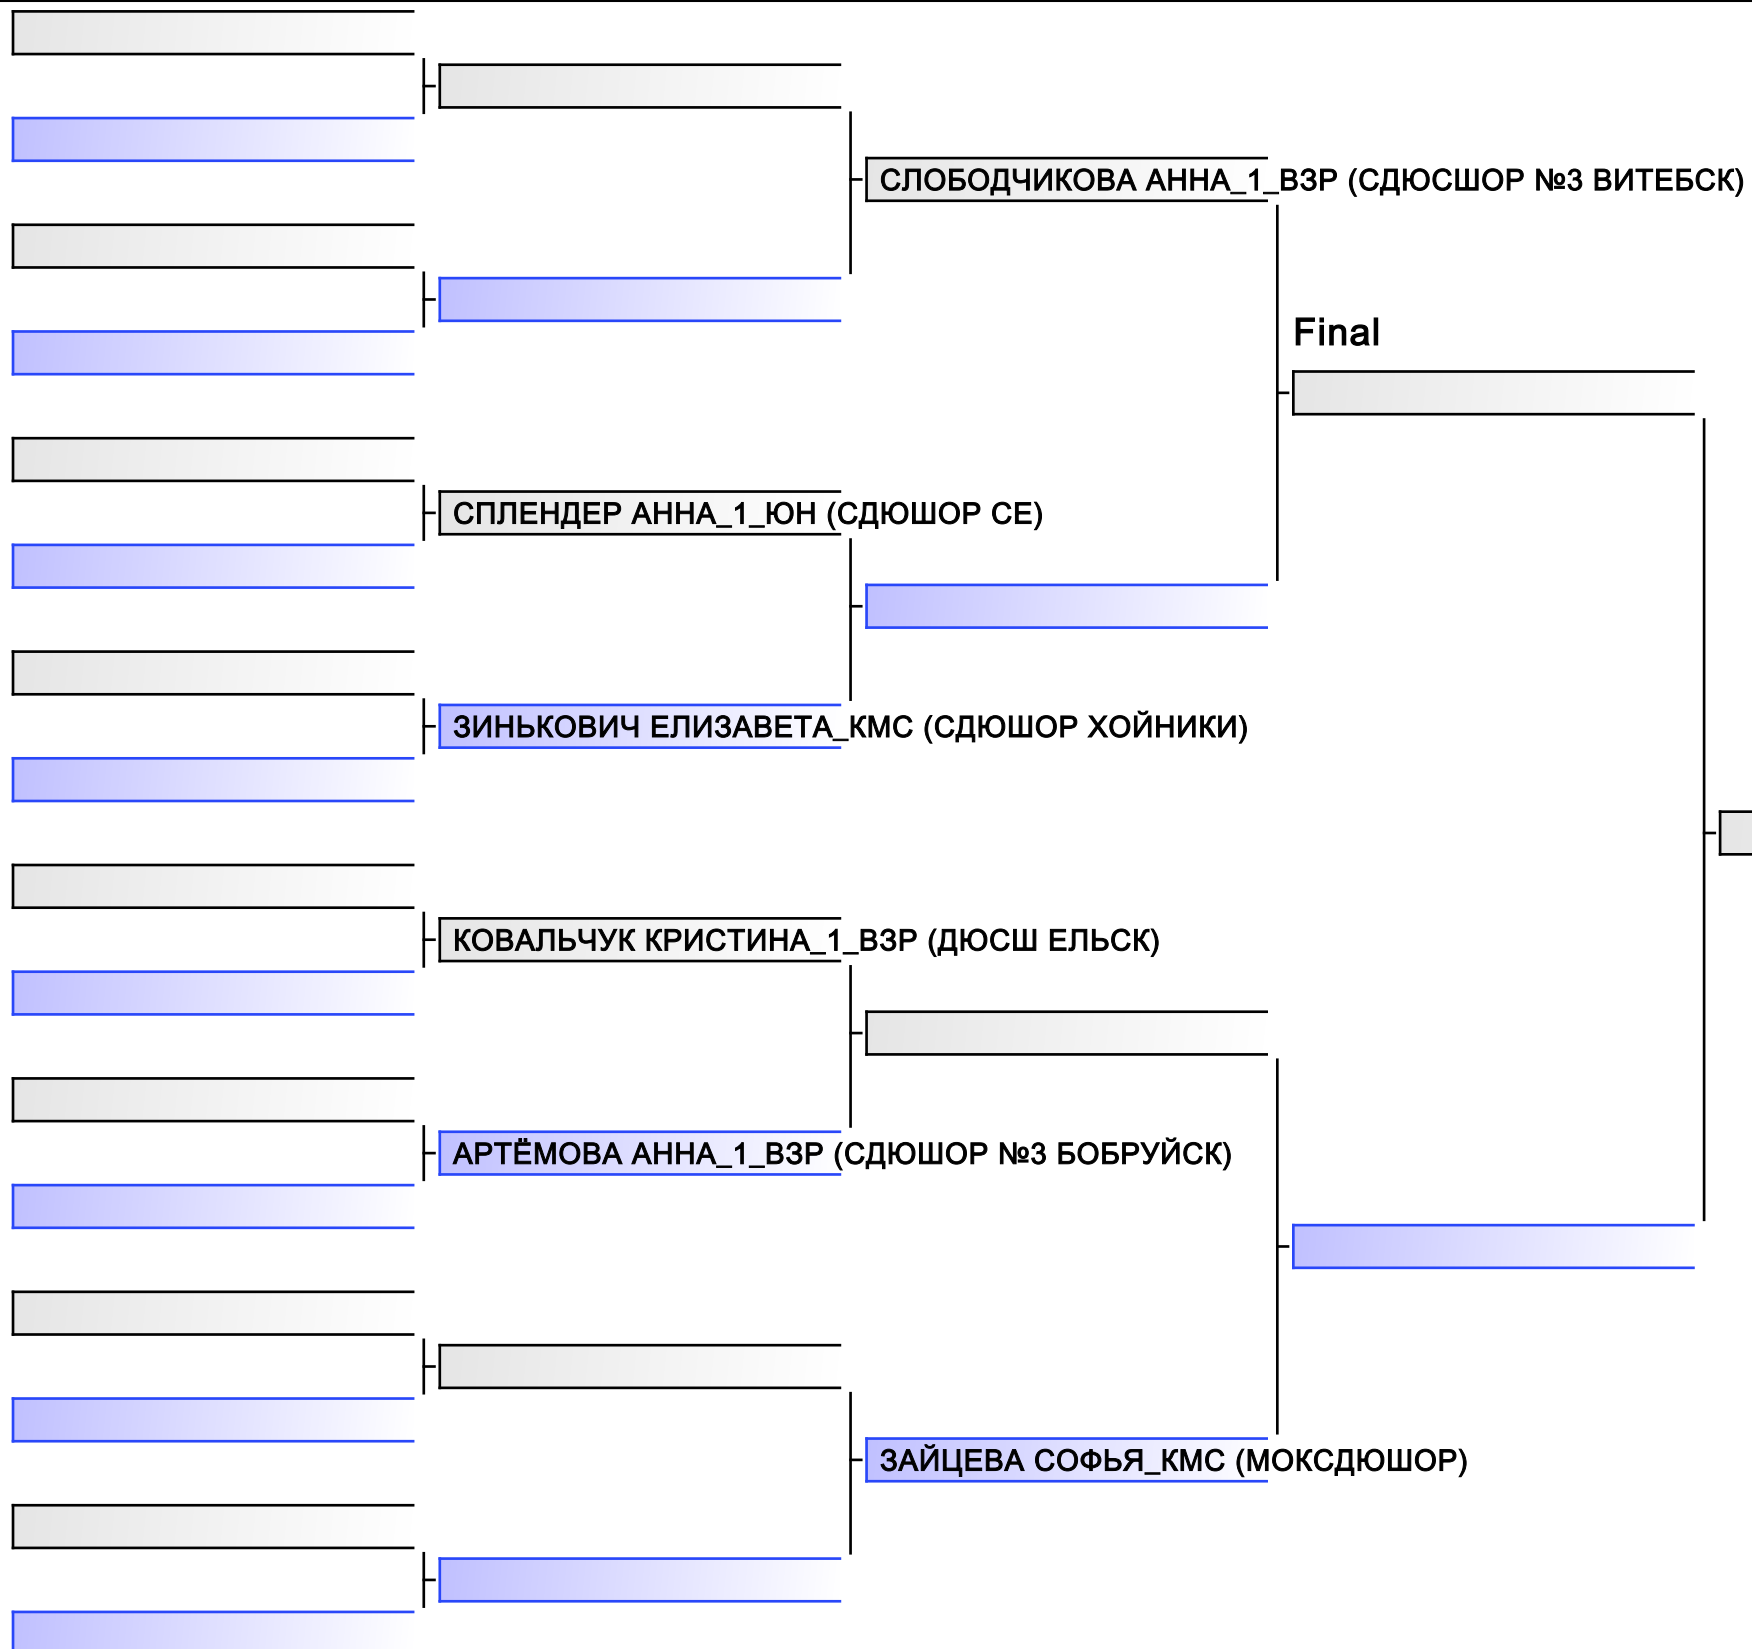 СЛОБОДЧИКОВА АННА_1_ВЗР (СДЮСШОР №3 ВИТЕБСК)
Final
СПЛЕНДЕР АННА_1_ЮН (СДЮШОР СЕ)
ЗИНЬКОВИЧ ЕЛИЗАВЕТА_КМС (СДЮШОР ХОЙНИКИ)
КОВАЛЬЧУК КРИСТИНА_1_ВЗР (ДЮСШ ЕЛЬСК)
АРТЁМОВА АННА_1_ВЗР (СДЮШОР №3 БОБРУЙСК)
ЗАЙЦЕВА СОФЬЯ_КМС (МОКСДЮШОР)